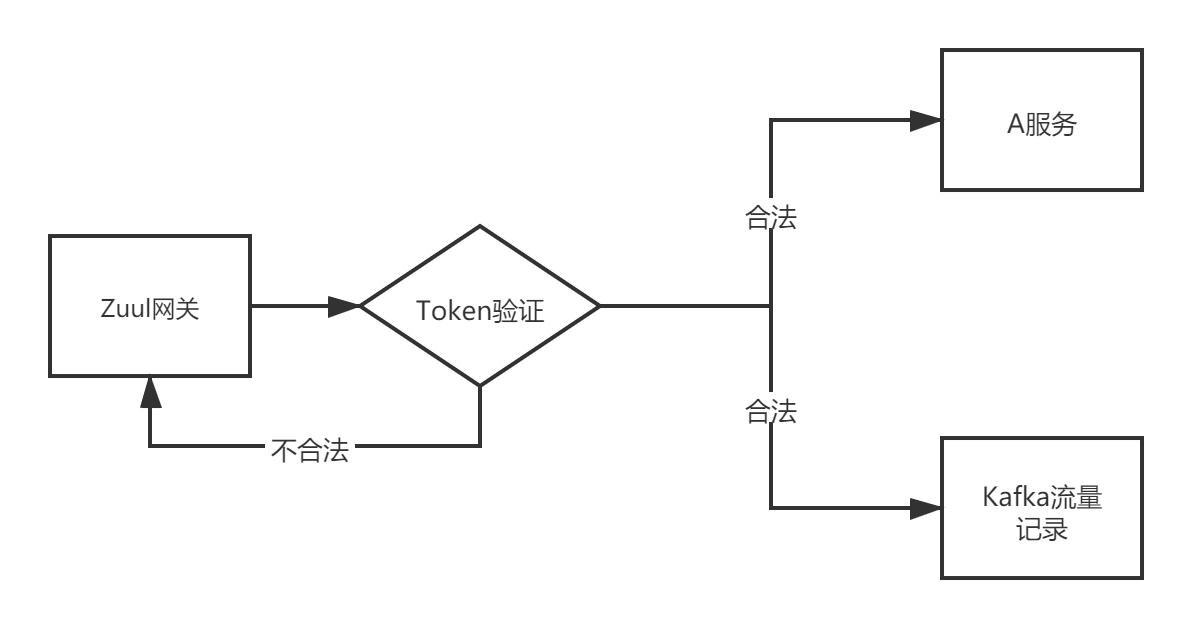 A服务
合法
Zuul网关
Token验证
合法
不合法
Kafka流量
记录